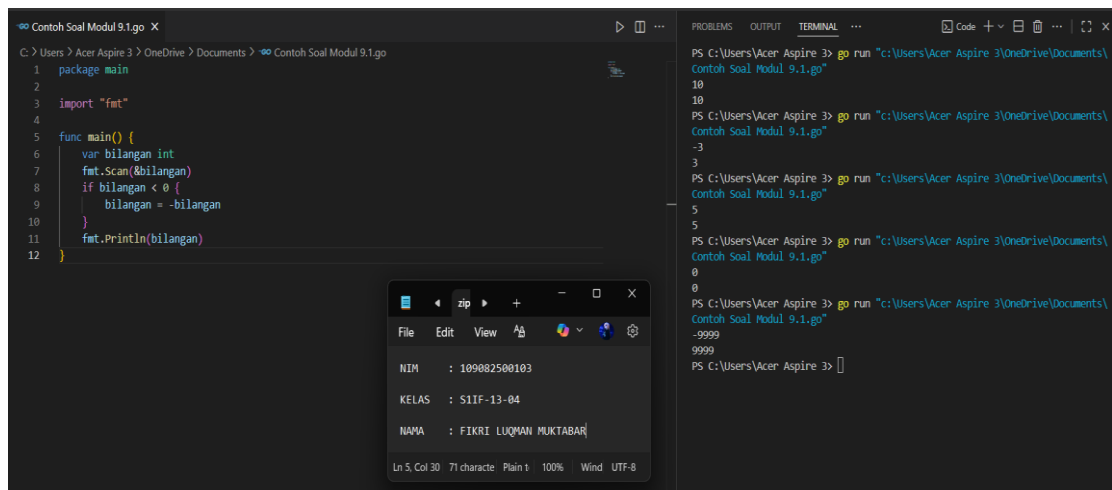 Contoh Soal Modul 9.1.go
C: > Users > Acer Aspire 3 > OneDrive > Documents > Contoh Soal Modul 9.1.go
1 package main
2
3 import "fmt"
4
5 func main() {
6 var bilangan int
7 fmt.Scan(&bilangan)
8 if bilangan < 0 {
9 bilangan = -bilangan
10 }
11 fmt.Println(bilangan)
12 }
PROBLEMS OUTPUT TERMINAL ... Code
PS C:\Users\Acer Aspire 3> go run "c:\Users\Acer Aspire 3\OneDrive\Documents\
Contoh Soal Modul 9.1.go"
10
10
PS C:\Users\Acer Aspire 3> go run "c:\Users\Acer Aspire 3\OneDrive\Documents\
Contoh Soal Modul 9.1.go"
-3
3
PS C:\Users\Acer Aspire 3> go run "c:\Users\Acer Aspire 3\OneDrive\Documents\
Contoh Soal Modul 9.1.go"
5
5
PS C:\Users\Acer Aspire 3> go run "c:\Users\Acer Aspire 3\OneDrive\Documents\
Contoh Soal Modul 9.1.go"
0
0
PS C:\Users\Acer Aspire 3> go run "c:\Users\Acer Aspire 3\OneDrive\Documents\
Contoh Soal Modul 9.1.go"
-9999
9999
PS C:\Users\Acer Aspire 3>
zip
File Edit View
NIM : 109082500103
KELAS : S1IF-13-04
NAMA : FIKRI LUQMAN MUKTABAR
Ln 5, Col 30 71 characte Plain t 100% Wind UTF-8